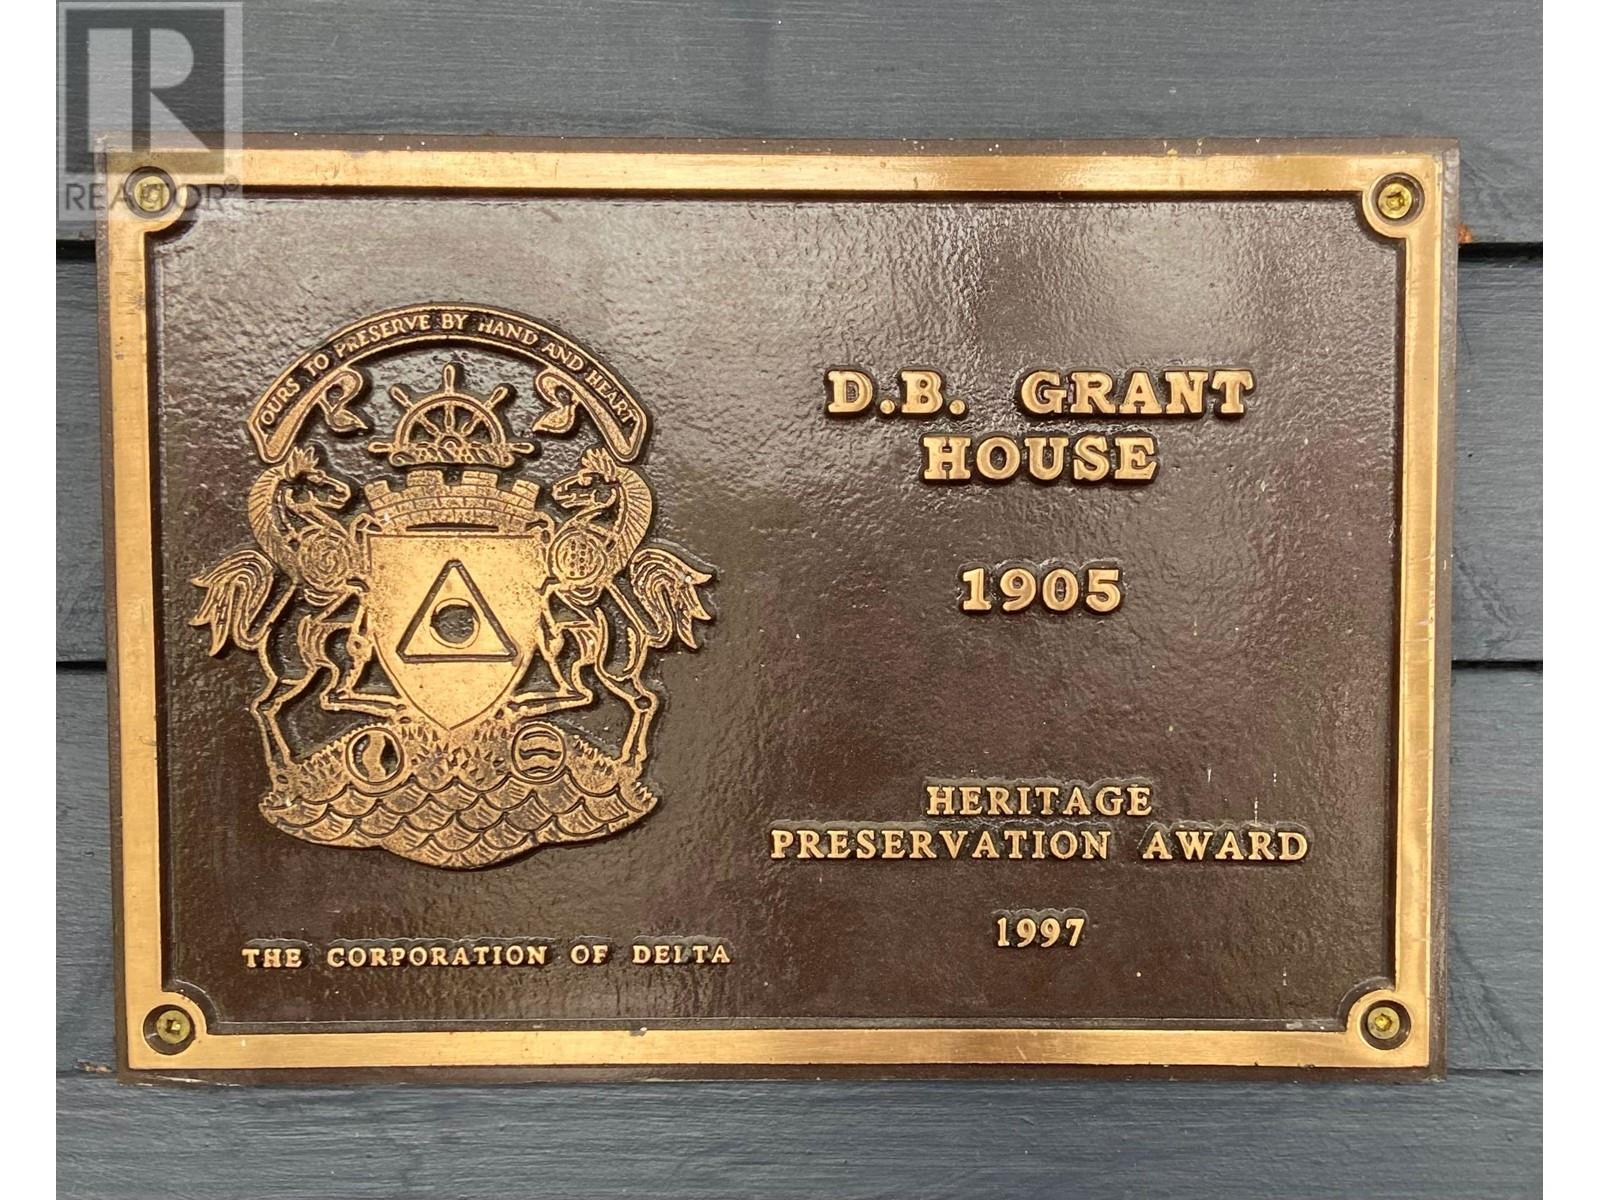 R
REALTOR®
OURS TO PRESERVE BY HAND AND HEART
D.B. GRANT
HOUSE
1905
HERITAGE
PRESERVATION AWARD
1997
THE CORPORATION OF DELTA